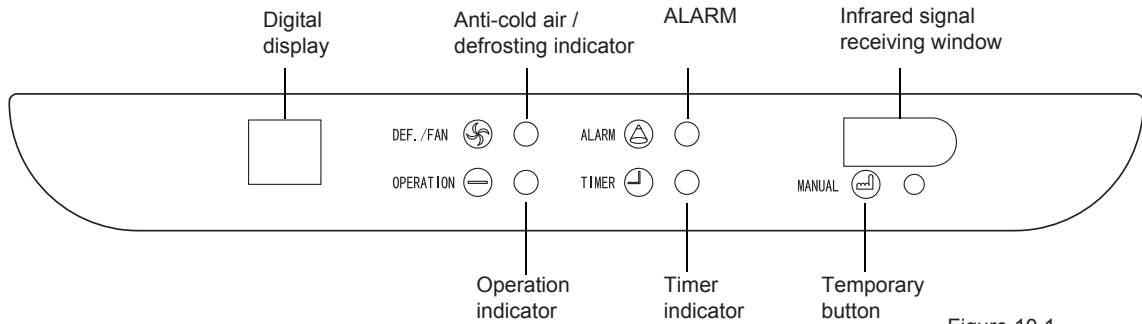 Digital
display
Anti-cold air /
defrosting indicator
ALARM
Infrared signal
receiving window
DEF./FAN
ALARM
OPERATION
TIMER
MANUAL
Operation
indicator
Timer
indicator
Temporary
button
Figure 10.1